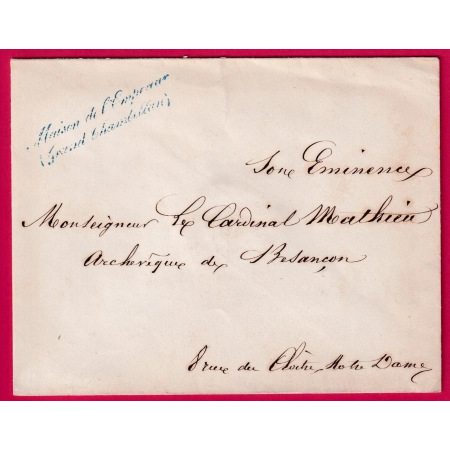 Maison de l'Empereur
(Grand Chambellan)
Son Eminence
Monseigneur Le Cardinal Mathieu
Archevêque de Besançon
8 rue du Cloître Notre Dame